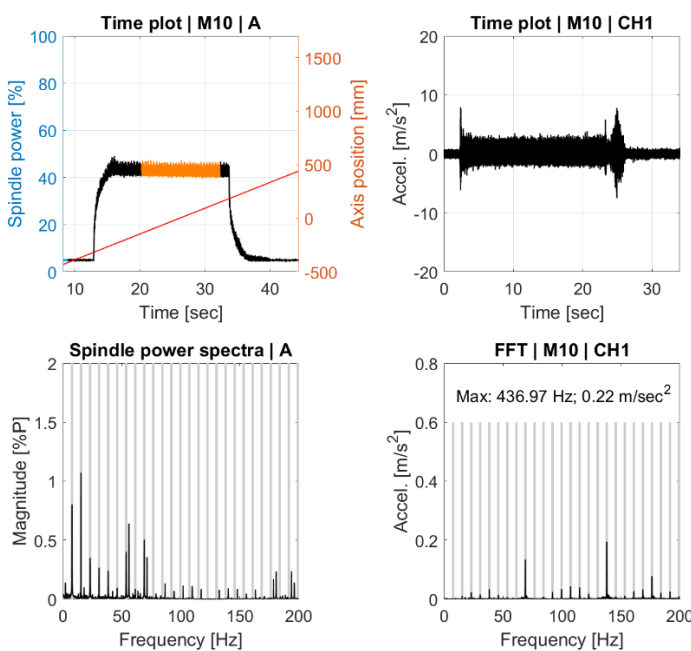 Time plot | M10 | A
100
80
60
40
20
0
Spindle power [%]
1500
1000
500
0
-500
Axis position [mm]
10 20 30 40
Time [sec]
Time plot | M10 | CH1
20
10
0
-10
-20
Accel. [m/s²]
0 10 20 30
Time [sec]
Spindle power spectra | A
2
1.5
1
0.5
0
Magnitude [%P]
0 50 100 150 200
Frequency [Hz]
FFT | M10 | CH1
Max: 436.97 Hz; 0.22 m/sec²
0.8
0.6
0.4
0.2
0
Accel. [m/s²]
0 50 100 150 200
Frequency [Hz]